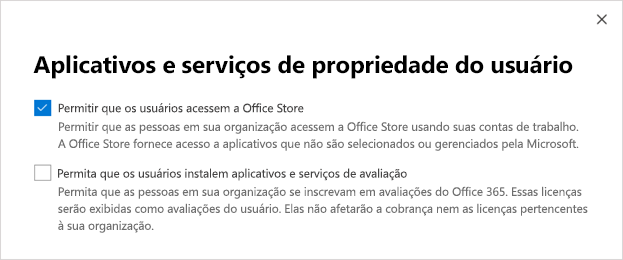 Aplicativos e serviços de propriedade do usuário
Permitir que os usuários acessem a Office Store
Permitir que as pessoas em sua organização acessem a Office Store usando suas contas de trabalho.
A Office Store fornece acesso a aplicativos que não são selecionados ou gerenciados pela Microsoft.
Permita que os usuários instalem aplicativos e serviços de avaliação
Permita que as pessoas em sua organização se inscrevam em avaliações do Office 365. Essas licenças
serão exibidas como avaliações do usuário. Elas não afetarão a cobrança nem as licenças pertencentes
à sua organização.